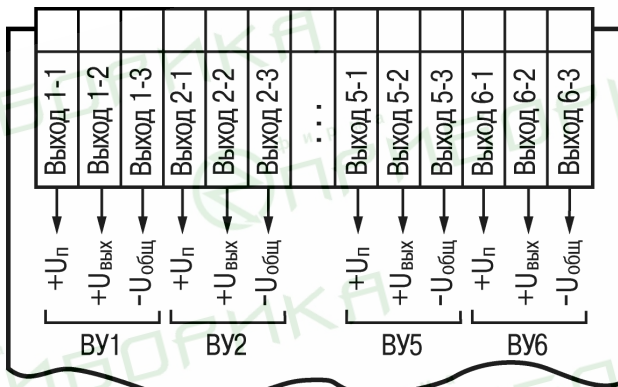 Выход 1-1
Выход 1-2
Выход 1-3
Выход 2-1
Выход 2-2
Выход 2-3
...
Выход 5-1
Выход 5-2
Выход 5-3
Выход 6-1
Выход 6-2
Выход 6-3
+Uп
+Uвых
-Uобщ
+Uп
+Uвых
-Uобщ
+Uп
+Uвых
-Uобщ
+Uп
+Uвых
-Uобщ
ВУ1
ВУ2
ВУ5
ВУ6
фирма
ПРИБОРИКА